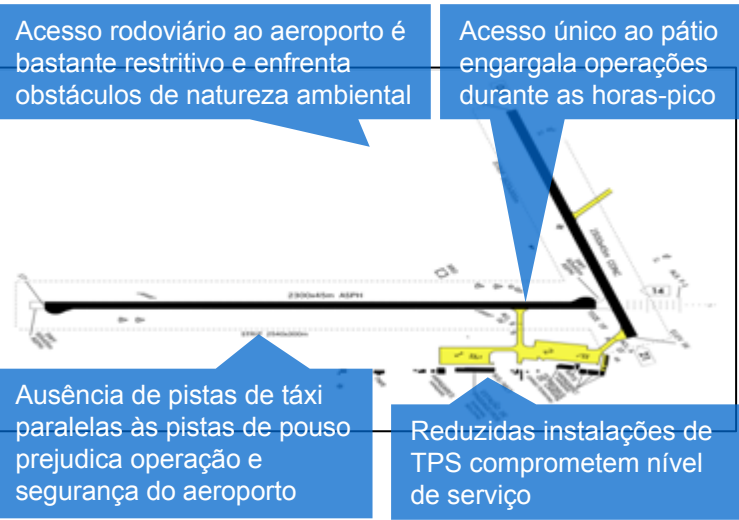 Acesso rodoviário ao aeroporto é
bastante restritivo e enfrenta
obstáculos de natureza ambiental
Acesso único ao pátio
engargala operações
durante as horas-pico
2300x45m ASPH
14
Ausência de pistas de táxi
paralelas às pistas de pouso
prejudica operação e
segurança do aeroporto
Reduzidas instalações de
TPS comprometem nível
de serviço